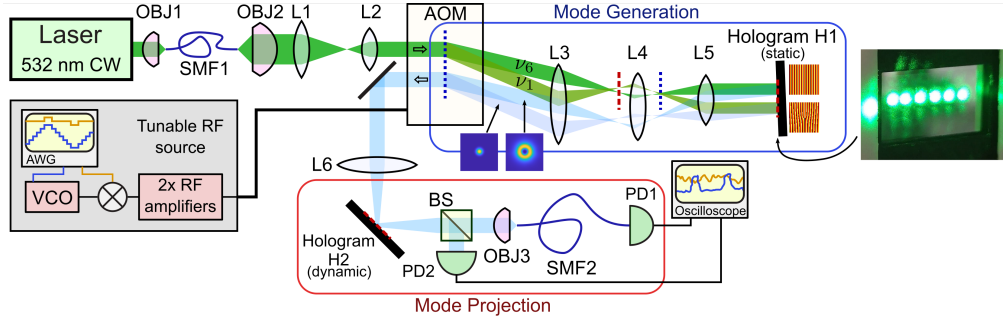 OBJ1
OBJ2
L1
L2
AOM
Mode Generation
Laser
532 nm CW
SMF1
ν6
ν1
L3
L4
L5
Hologram H1
(static)
AWG
Tunable RF
source
VCO
2x RF
amplifiers
L6
Hologram
H2
(dynamic)
BS
PD2
OBJ3
SMF2
PD1
Oscilloscope
Mode Projection